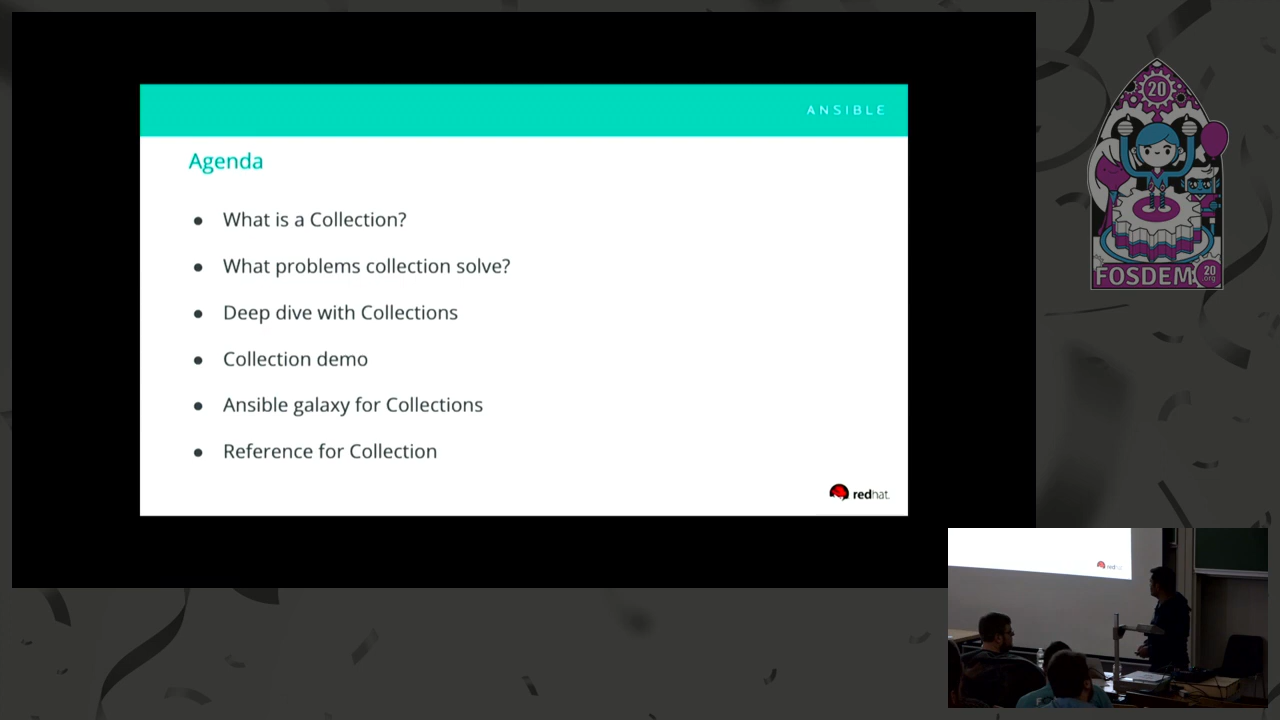 ANSIBLE
Agenda
● What is a Collection?
● What problems collection solve?
● Deep dive with Collections
● Collection demo
● Ansible galaxy for Collections
● Reference for Collection
redhat.
20
FOSDEM
20
.org
red